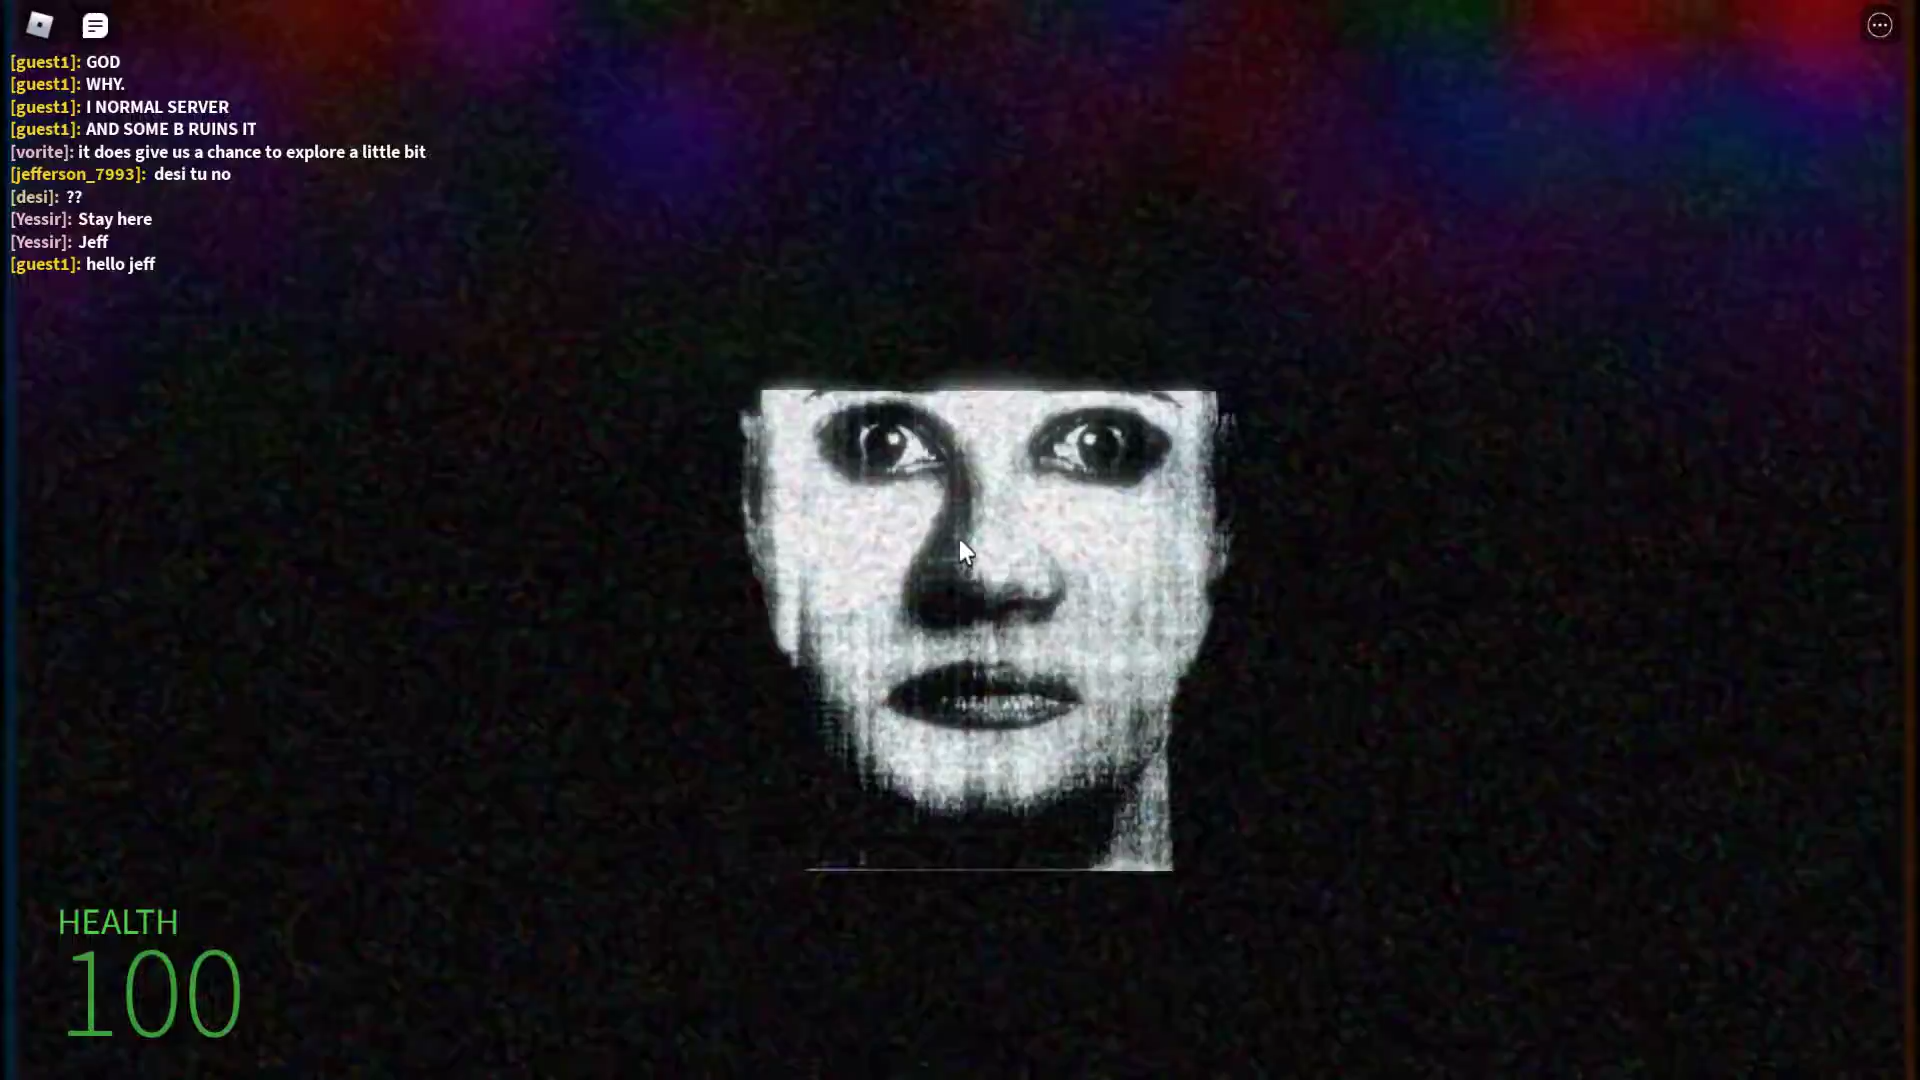 [guest1]: GOD
[guest1]: WHY.
[guest1]: I NORMAL SERVER
[guest1]: AND SOME B RUINS IT
[vorite]: it does give us a chance to explore a little bit
[jefferson_7993]: desi tu no
[desi]: ??
[Yessir]: Stay here
[Yessir]: Jeff
[guest1]: hello jeff
HEALTH
100